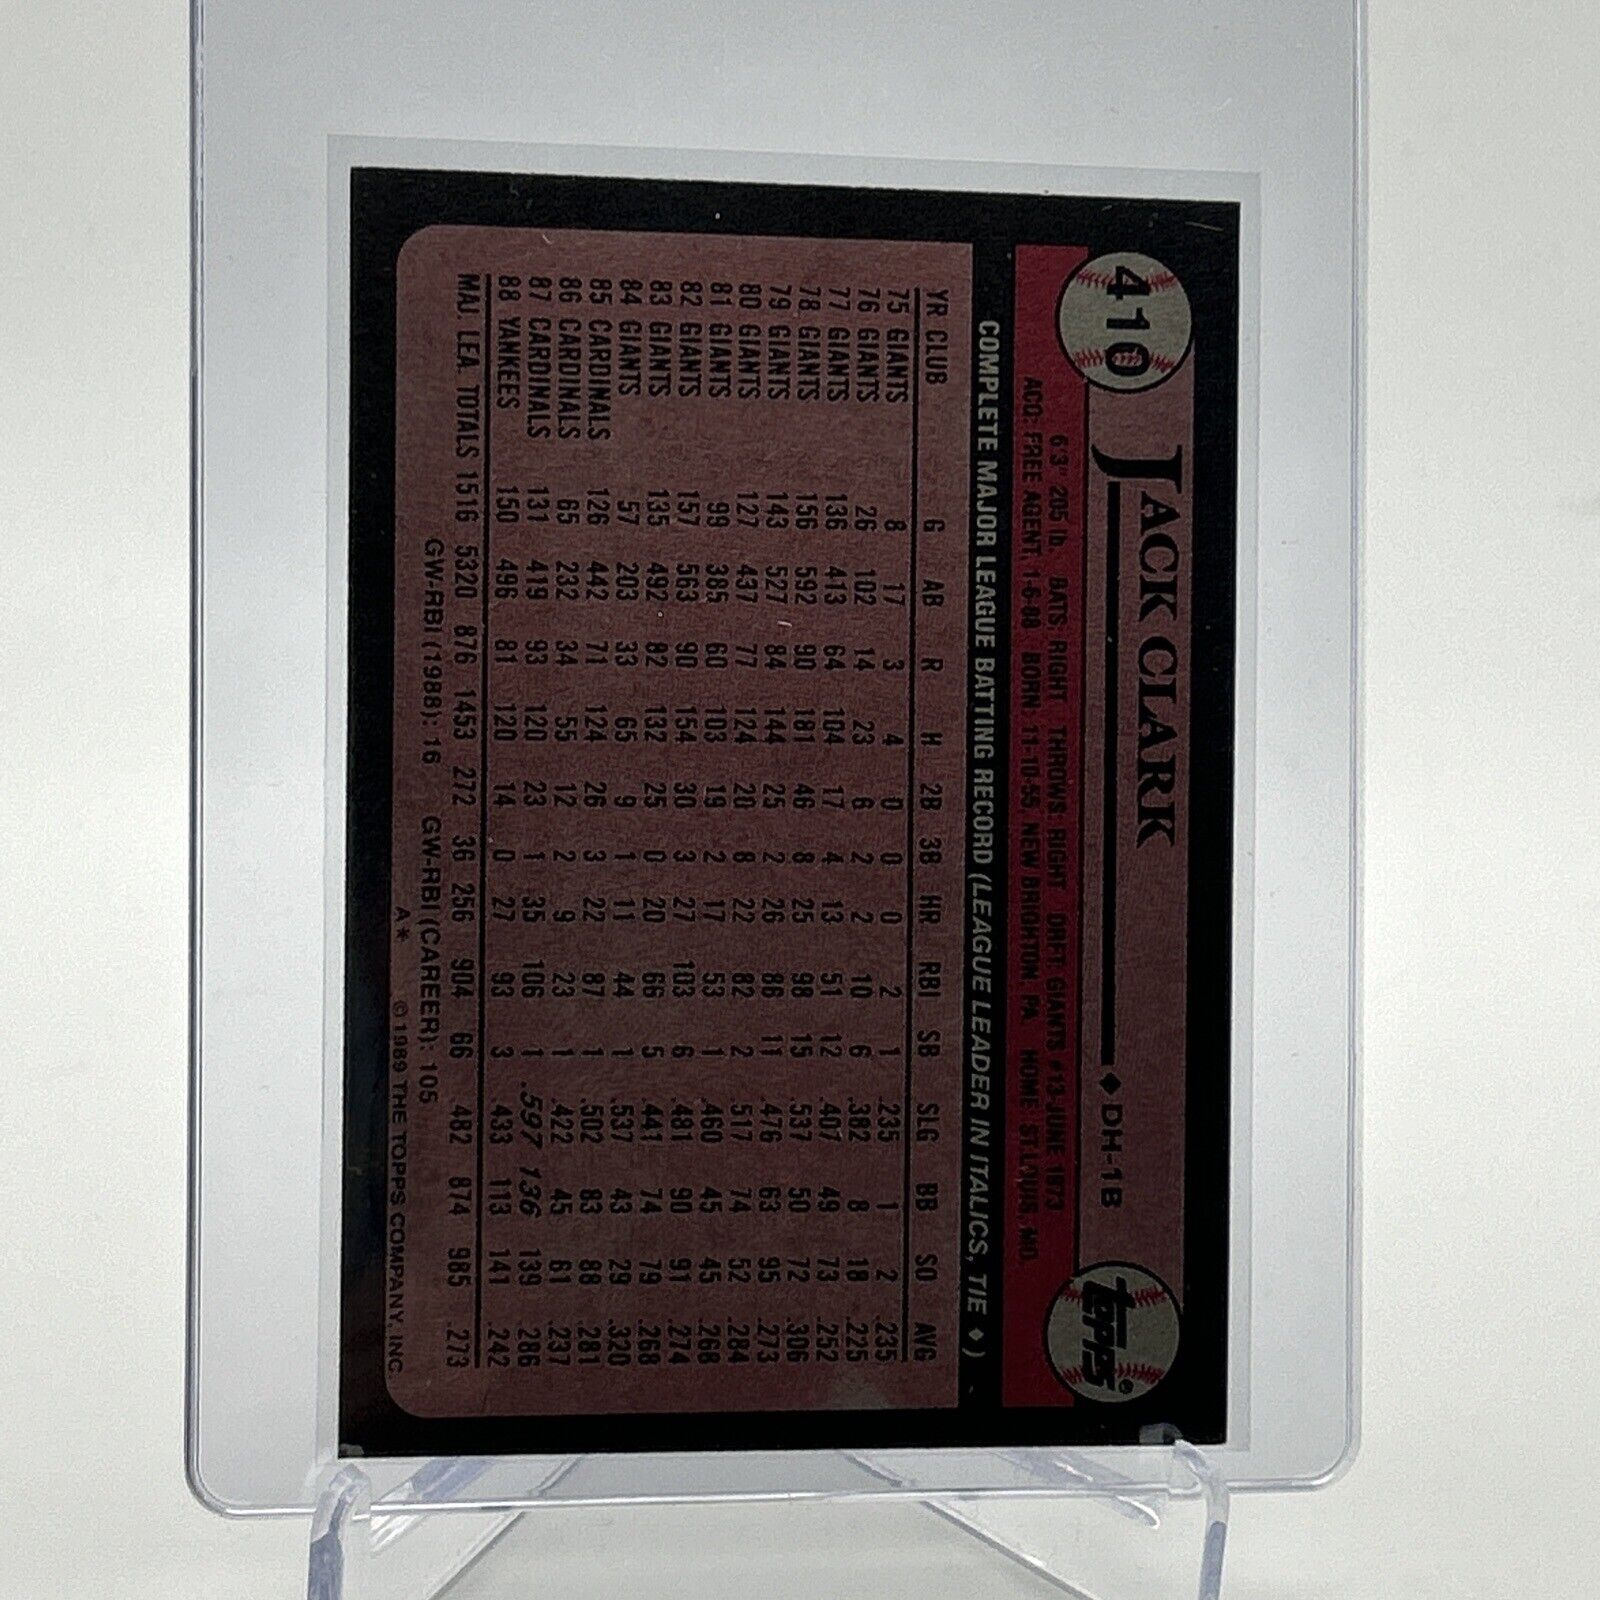 410
JACK CLARK ♦ DH-1B
topps®
6'3" 205 lb. BATS: RIGHT THROWS: RIGHT DRFT: GIANTS #13-JUNE 1973
ACQ: FREE AGENT, 1-6-88 BORN: 11-10-55, NEW BRIGHTON, PA HOME: ST.LOUIS, MO.
COMPLETE MAJOR LEAGUE BATTING RECORD (LEAGUE LEADER IN ITALICS, TIE ♦)
YR CLUB G AB R H 2B 3B HR RBI SB SLG BB SO AVG
75 GIANTS 8 17 3 4 0 0 0 2 1 .235 1 2 .235
76 GIANTS 26 102 14 23 6 2 2 10 6 .382 8 18 .225
77 GIANTS 136 413 64 104 17 4 13 51 12 .407 49 73 .252
78 GIANTS 156 592 90 181 46 8 25 98 15 .537 50 72 .306
79 GIANTS 143 527 84 144 25 2 26 86 11 .476 63 95 .273
80 GIANTS 127 437 77 124 20 8 22 82 2 .517 74 52 .284
81 GIANTS 99 385 60 103 19 2 17 53 1 .460 45 45 .268
82 GIANTS 157 563 90 154 30 3 27 103 6 .481 90 91 .274
83 GIANTS 135 492 82 132 25 0 20 66 5 .441 74 79 .268
84 GIANTS 57 203 33 65 9 1 11 44 1 .537 43 29 .320
85 CARDINALS 126 442 71 124 26 3 22 87 1 .502 83 88 .281
86 CARDINALS 65 232 34 55 12 2 9 23 1 .422 45 61 .237
87 CARDINALS 131 419 93 120 23 1 35 106 1 .597 136 139 .286
88 YANKEES 150 496 81 120 14 0 27 93 3 .433 113 141 .242
MAJ. LEA. TOTALS 1516 5320 876 1453 272 36 256 904 66 .482 874 985 .273
GW-RBI (1988): 16 GW-RBI (CAREER): 105
A* ©1989 THE TOPPS COMPANY, INC.